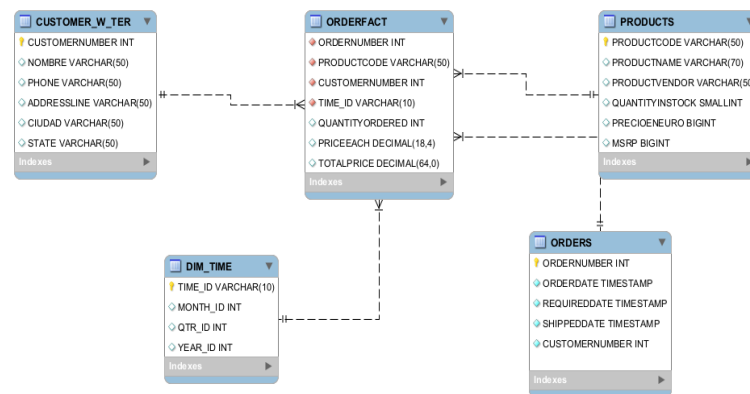 CUSTOMER_W_TER
CUSTOMERNUMBER INT
NOMBRE VARCHAR(50)
PHONE VARCHAR(50)
ADDRESSLINE VARCHAR(50)
CIUDAD VARCHAR(50)
STATE VARCHAR(50)
Indexes
ORDERFACT
ORDERNUMBER INT
PRODUCTCODE VARCHAR(50)
CUSTOMERNUMBER INT
TIME_ID VARCHAR(10)
QUANTITYORDERED INT
PRICEEACH DECIMAL(18,4)
TOTALPRICE DECIMAL(64,0)
Indexes
PRODUCTS
PRODUCTCODE VARCHAR(50)
PRODUCTNAME VARCHAR(70)
PRODUCTVENDOR VARCHAR(50
QUANTITYINSTOCK SMALLINT
PRECIOENEURO BIGINT
MSRP BIGINT
Indexes
DIM_TIME
TIME_ID VARCHAR(10)
MONTH_ID INT
QTR_ID INT
YEAR_ID INT
Indexes
ORDERS
ORDERNUMBER INT
ORDERDATE TIMESTAMP
REQUIREDDATE TIMESTAMP
SHIPPEDDATE TIMESTAMP
CUSTOMERNUMBER INT
Indexes